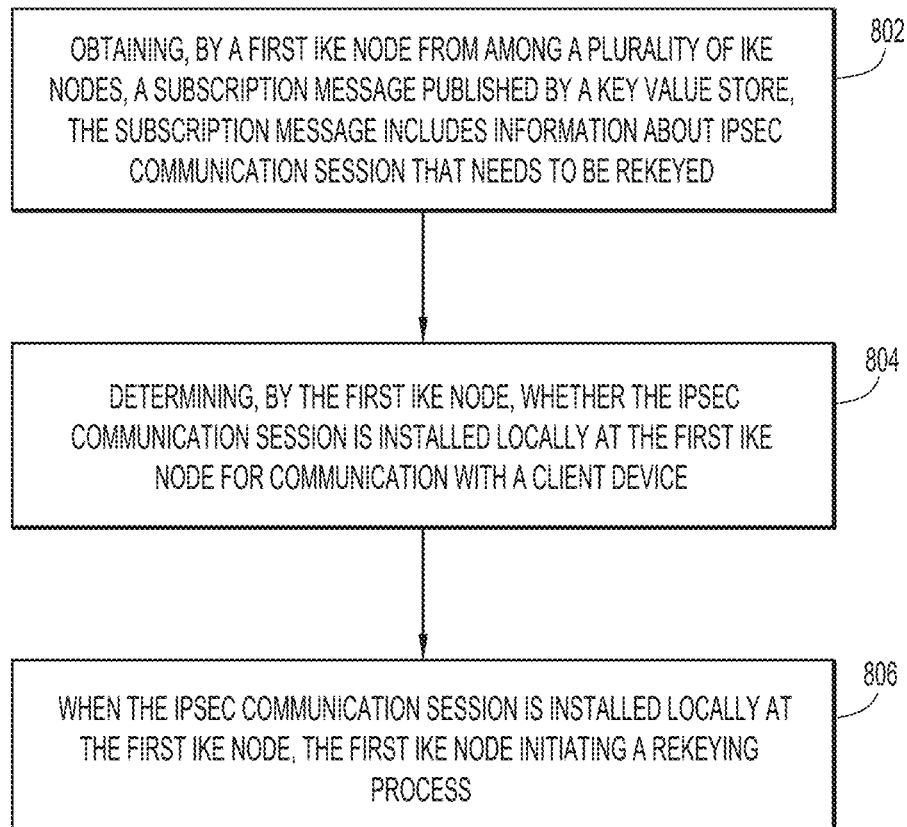 OBTAINING, BY A FIRST IKE NODE FROM AMONG A PLURALITY OF IKE
NODES, A SUBSCRIPTION MESSAGE PUBLISHED BY A KEY VALUE STORE,
THE SUBSCRIPTION MESSAGE INCLUDES INFORMATION ABOUT IPSEC
COMMUNICATION SESSION THAT NEEDS TO BE REKEYED
802
DETERMINING, BY THE FIRST IKE NODE, WHETHER THE IPSEC
COMMUNICATION SESSION IS INSTALLED LOCALLY AT THE FIRST IKE
NODE FOR COMMUNICATION WITH A CLIENT DEVICE
804
WHEN THE IPSEC COMMUNICATION SESSION IS INSTALLED LOCALLY AT
THE FIRST IKE NODE, THE FIRST IKE NODE INITIATING A REKEYING
PROCESS
806